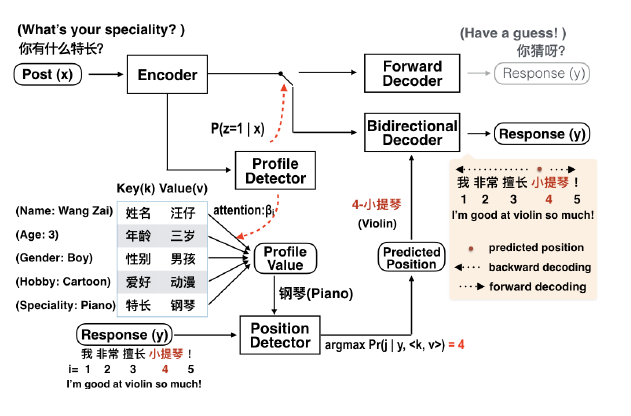 (What's your speciality? )
你有什么特长?
Post (x)
Encoder
Forward
Decoder
(Have a guess! )
你猜呀?
Response (y)
P(z=1 | x)
Bidirectional
Decoder
Response (y)
Profile
Detector
Key(k) Value(v)
attention:βi
(Name: Wang Zai) 姓名 汪仔
(Age: 3) 年龄 三岁
(Gender: Boy) 性别 男孩
(Hobby: Cartoon) 爱好 动漫
(Speciality: Piano) 特长 钢琴
Profile
Value
钢琴(Piano)
4-小提琴
(Violin)
Predicted
Position
Position
Detector
argmax Pr(j | y, <k, v>) = 4
Response (y)
我 非常 擅长 小提琴 !
i= 1 2 3 4 5
I'm good at violin so much!
我 非常 擅长 小提琴 !
1 2 3 4 5
I'm good at violin so much!
predicted position
backward decoding
forward decoding